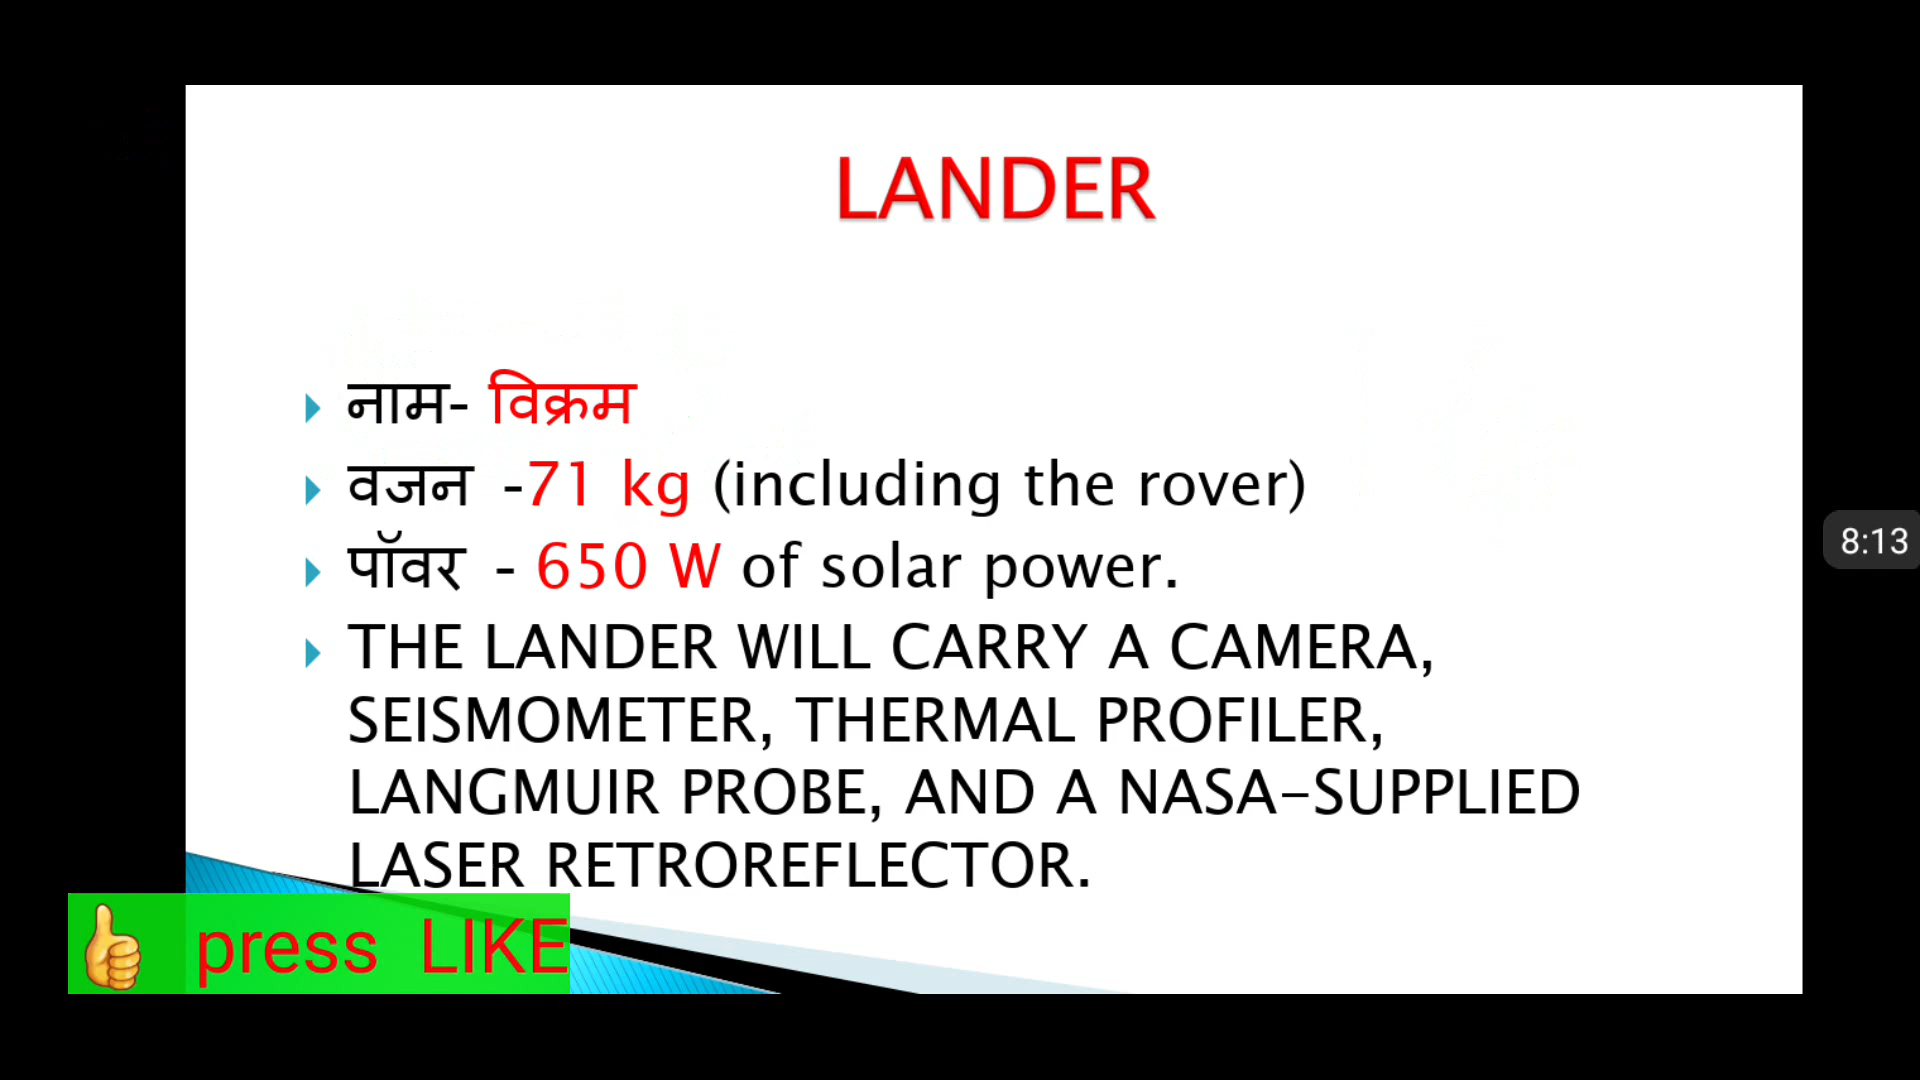 LANDER
नाम- विक्रम
वजन -71 kg (including the rover)
पॉवर - 650 W of solar power.
THE LANDER WILL CARRY A CAMERA,
SEISMOMETER, THERMAL PROFILER,
LANGMUIR PROBE, AND A NASA-SUPPLIED
LASER RETROREFLECTOR.
press LIKE
8:13